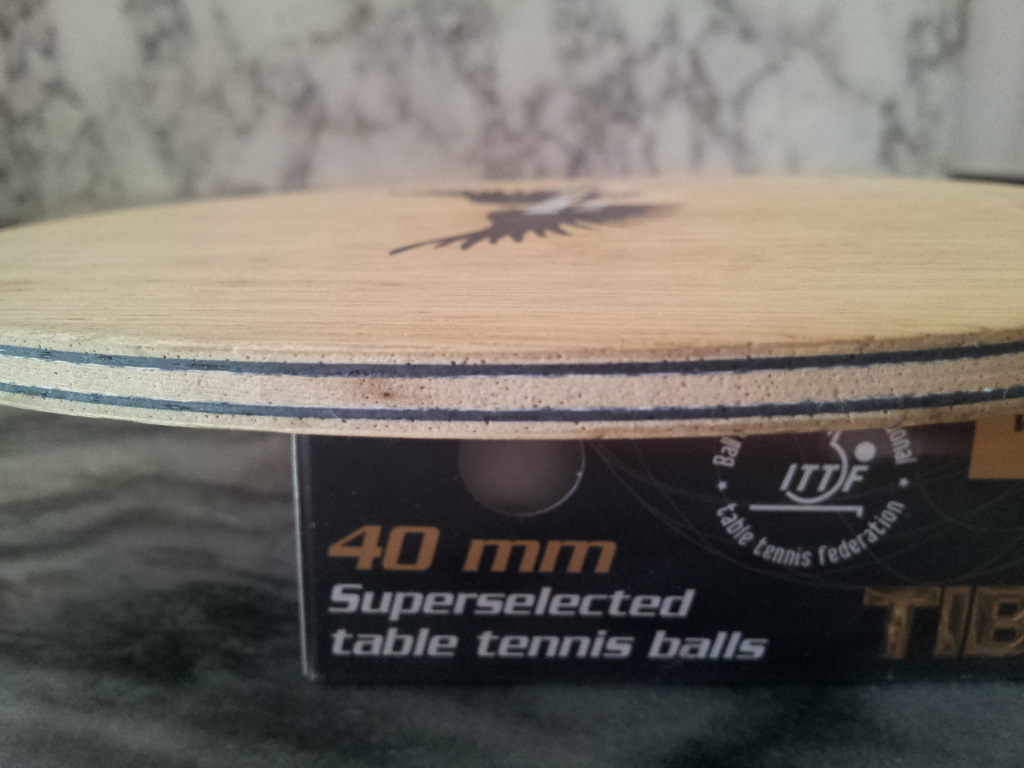 ITTF
table tennis federation
40 mm
Superselected
table tennis balls